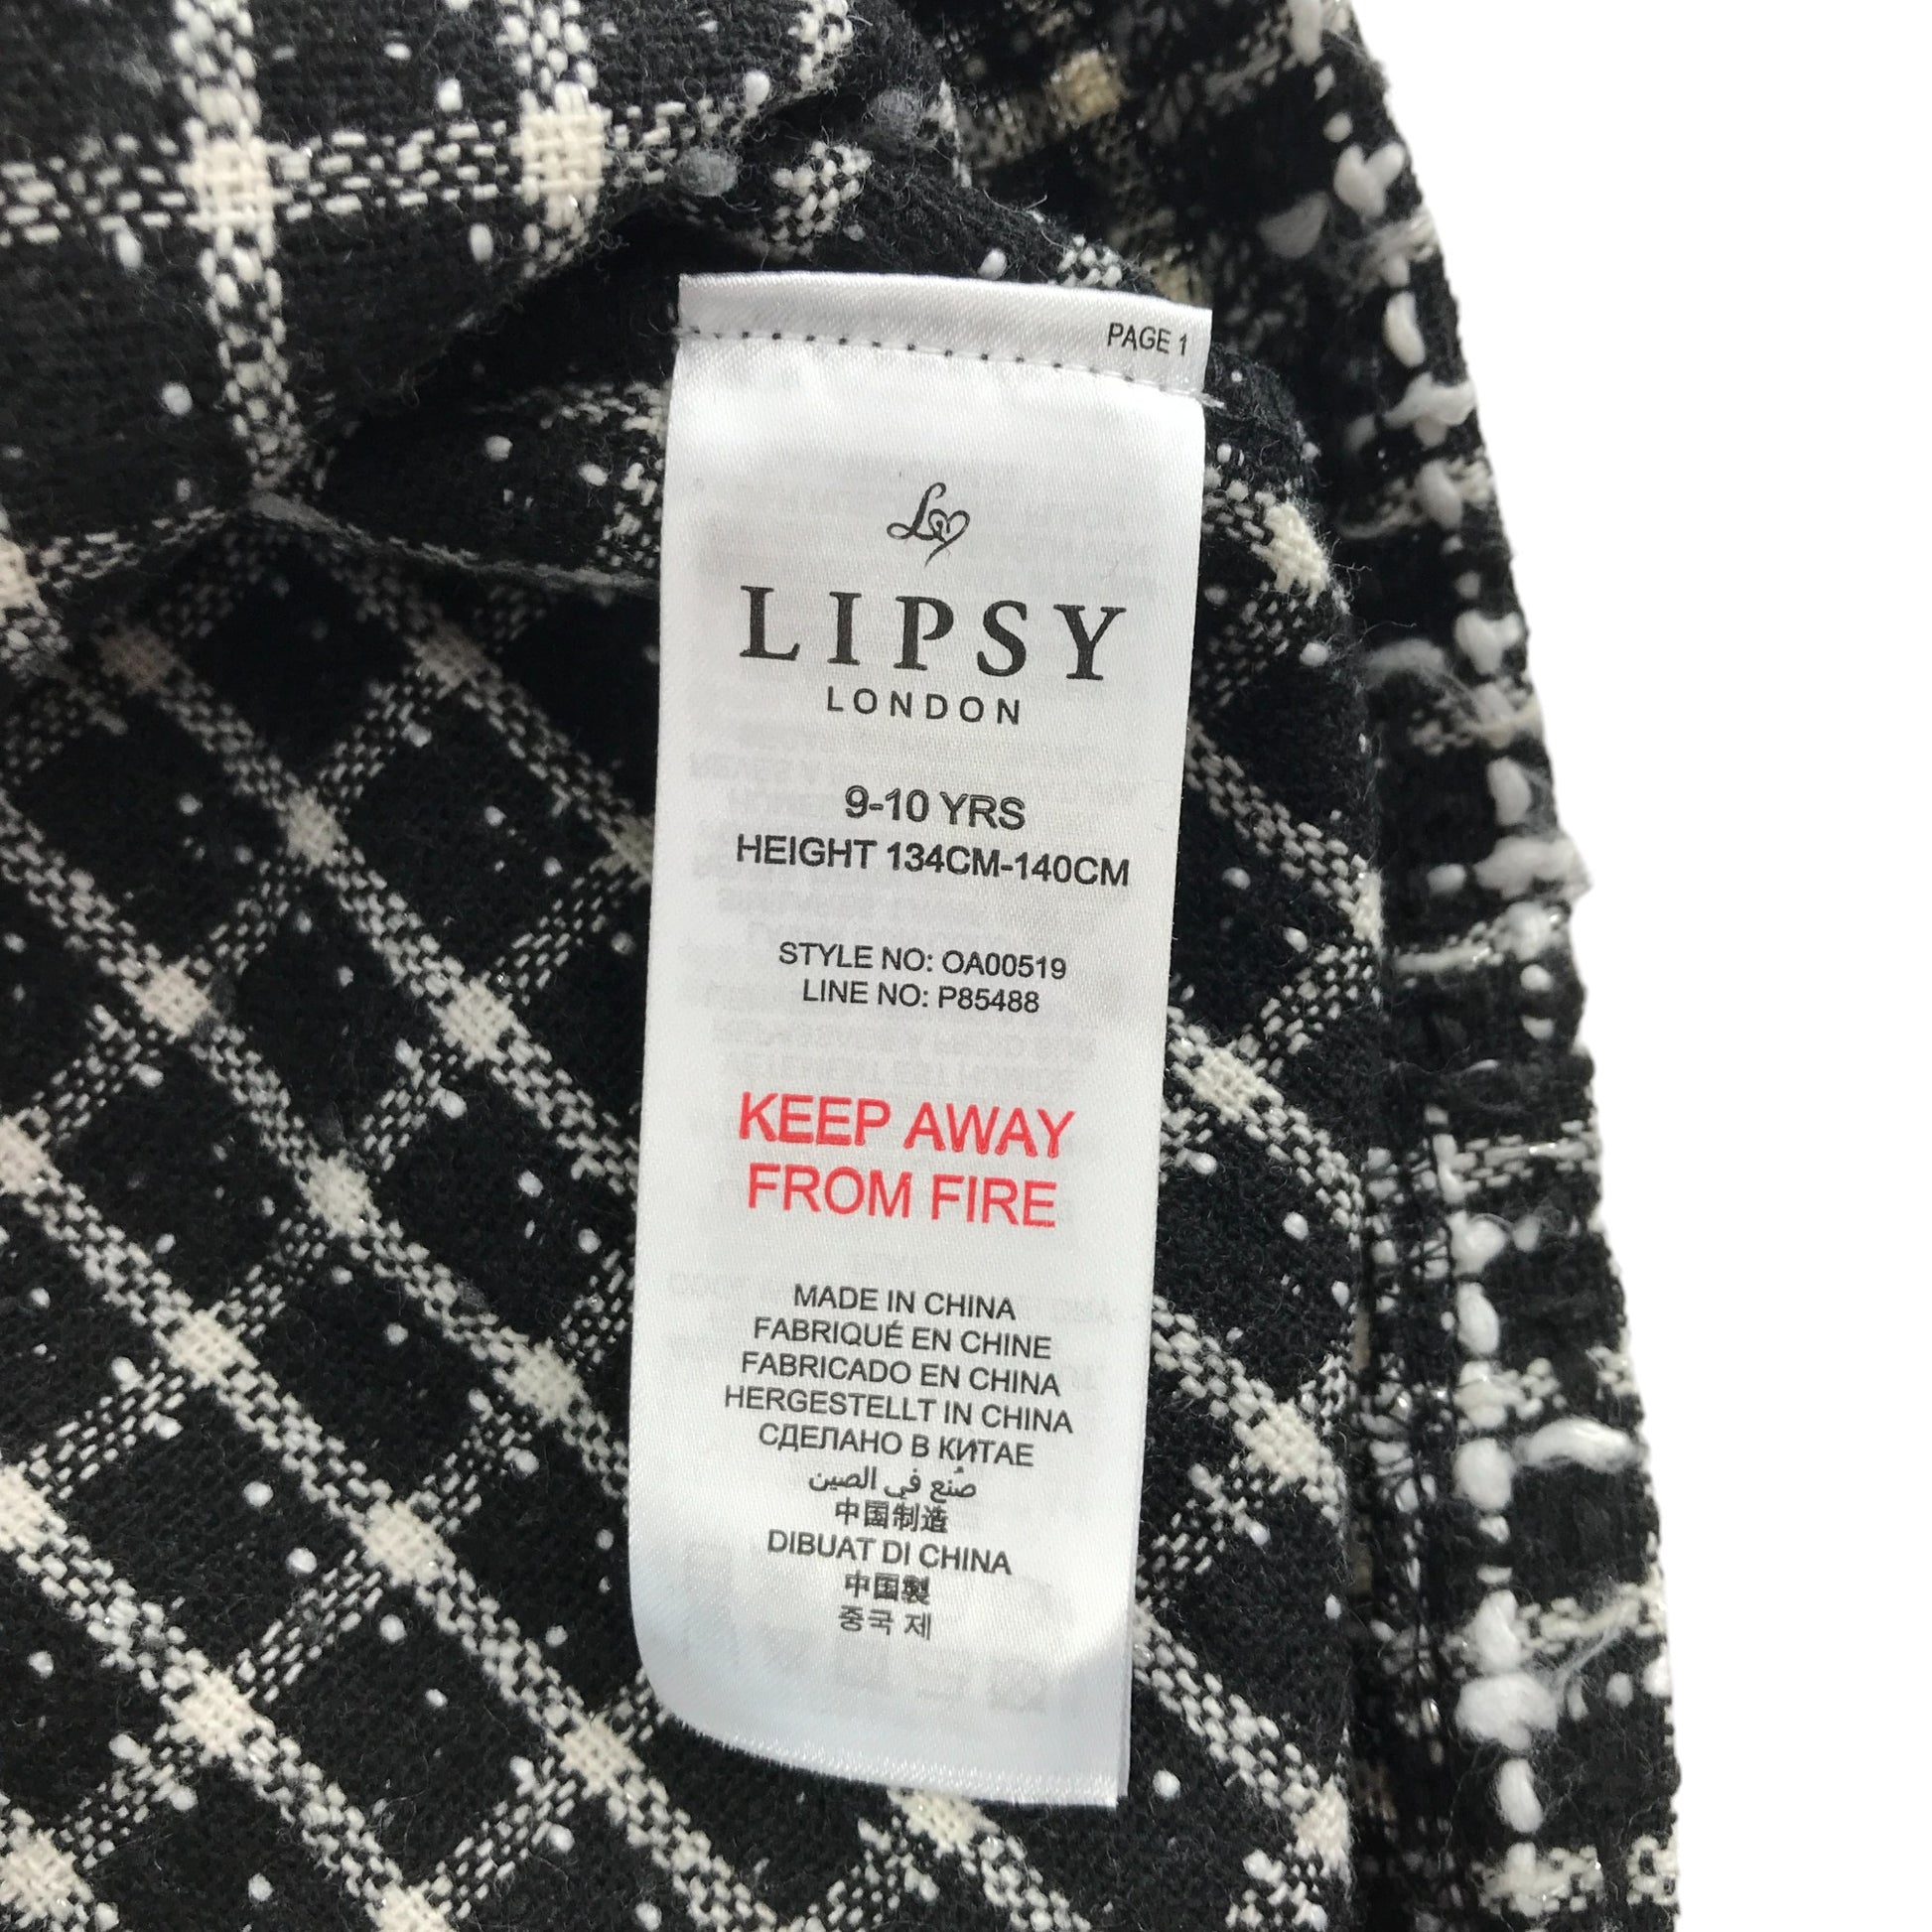 PAGE 1
LIPSY
LONDON
9-10 YRS
HEIGHT 134CM-140CM
STYLE NO: OA00519
LINE NO: P85488
KEEP AWAY
FROM FIRE
MADE IN CHINA
FABRIQUÉ EN CHINE
FABRICADO EN CHINA
HERGESTELLT IN CHINA
СДЕЛАНО В КИТАЕ
صُنع في الصين
中国制造
DIBUAT DI CHINA
中国製
중국 제